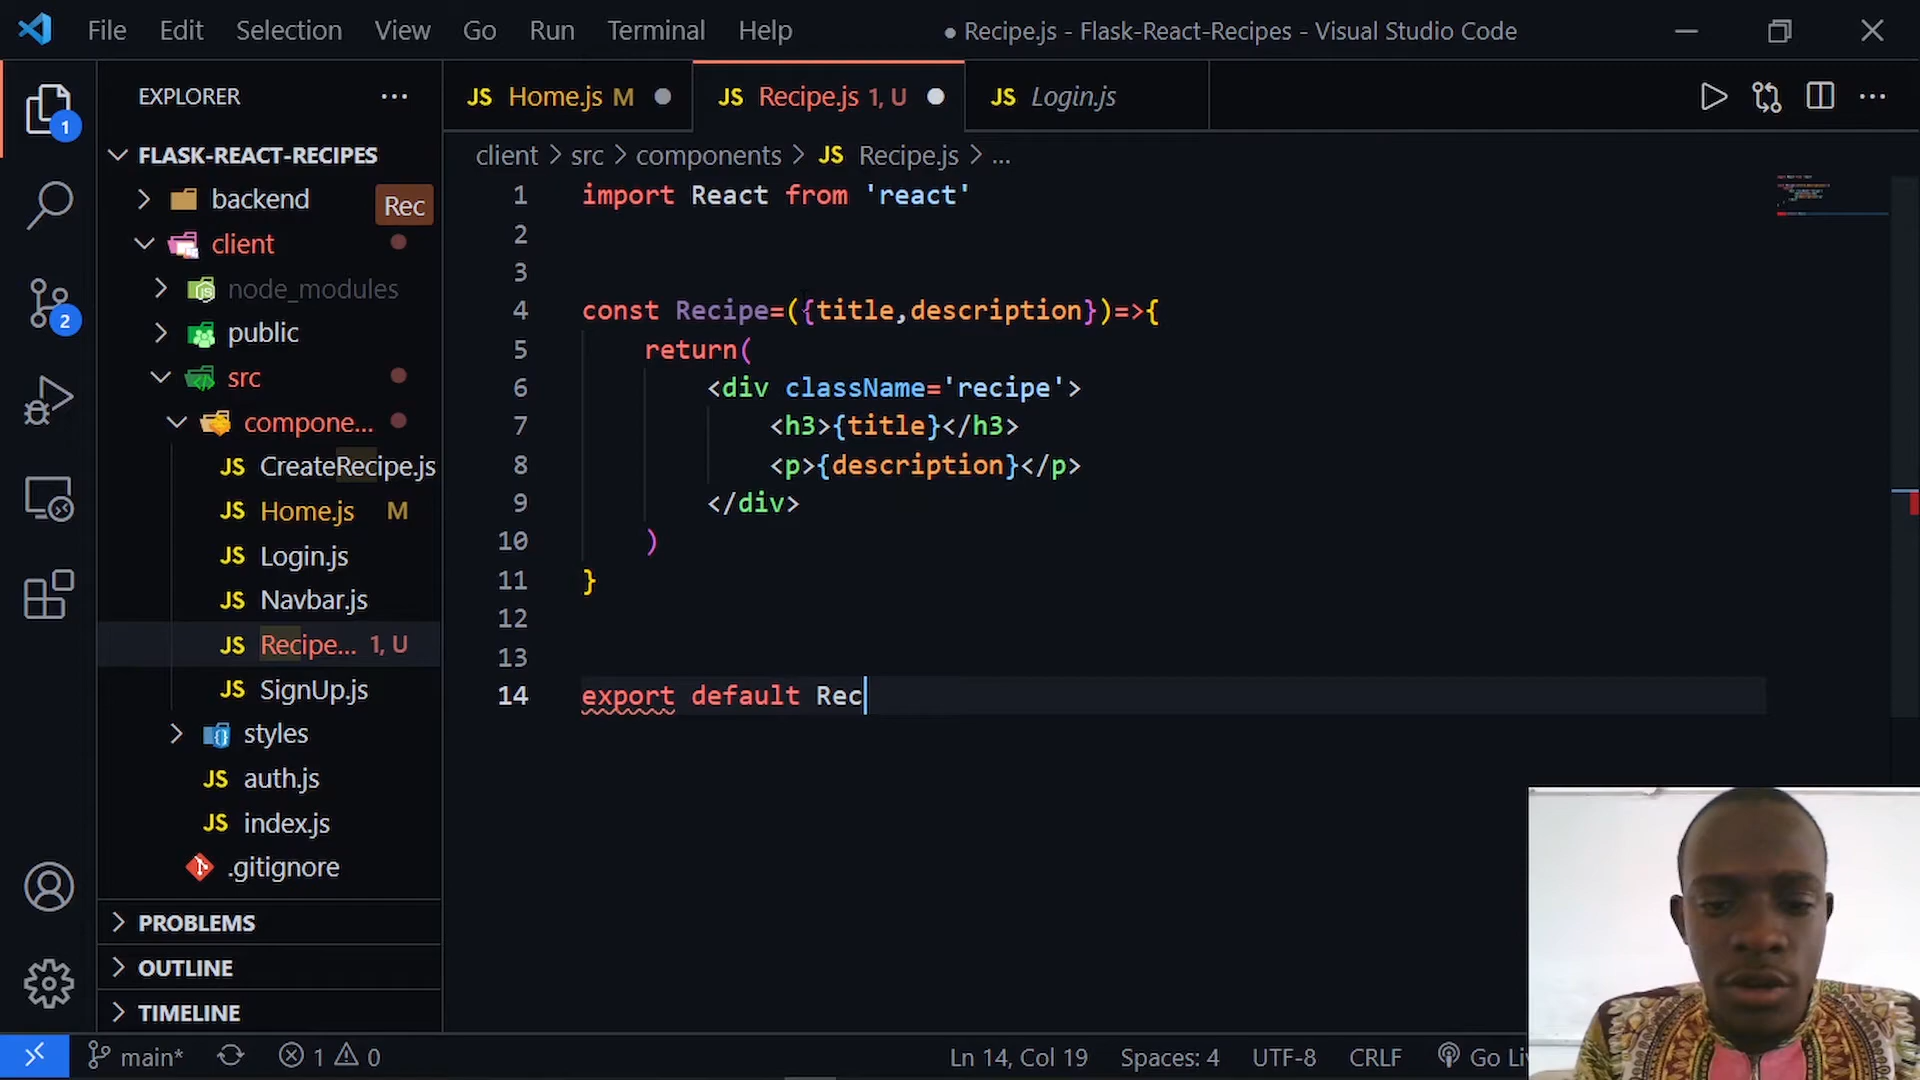 File Edit Selection View Go Run Terminal Help ● Recipe.js - Flask-React-Recipes - Visual Studio Code
EXPLORER ...
JS Home.js M JS Recipe.js 1, U JS Login.js
FLASK-REACT-RECIPES
client > src > components > JS Recipe.js > ...
backend
Rec
client
node_modules
public
src
compone...
JS CreateRecipe.js
JS Home.js M
JS Login.js
JS Navbar.js
JS Recipe... 1, U
JS SignUp.js
styles
JS auth.js
JS index.js
.gitignore
PROBLEMS
OUTLINE
TIMELINE
1
2
1 import React from 'react'
2
3
4 const Recipe=({title,description})=>{
5 return(
6 <div className='recipe'>
7 <h3>{title}</h3>
8 <p>{description}</p>
9 </div>
10 )
11 }
12
13
14 export default Rec
main* 1 0 Ln 14, Col 19 Spaces: 4 UTF-8 CRLF Go